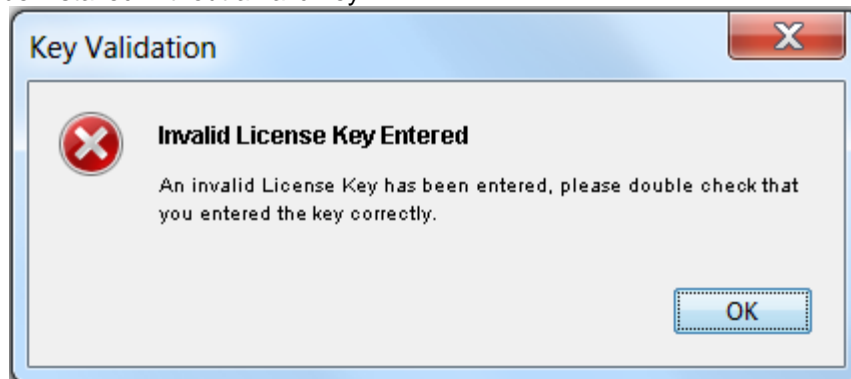 Key Validation
Invalid License Key Entered
An invalid License Key has been entered, please double check that
you entered the key correctly.
OK